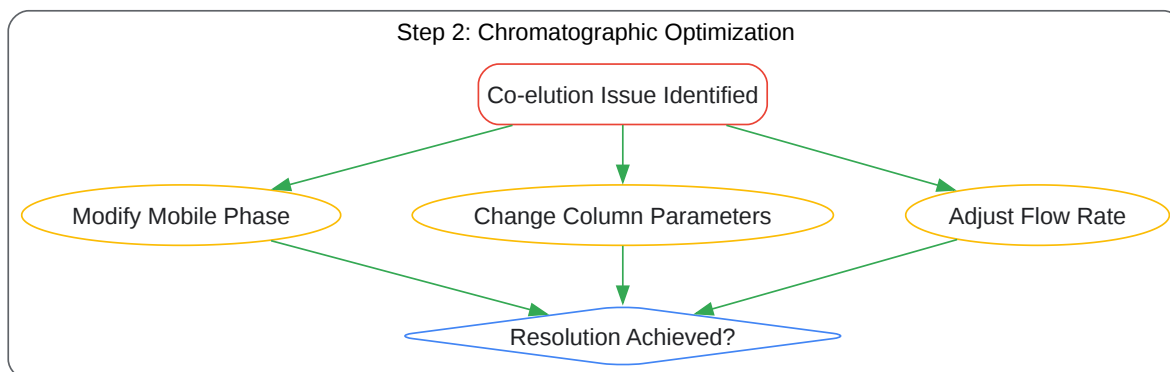 Step 2: Chromatographic Optimization
Co-elution Issue Identified
Modify Mobile Phase
Change Column Parameters
Adjust Flow Rate
Resolution Achieved?